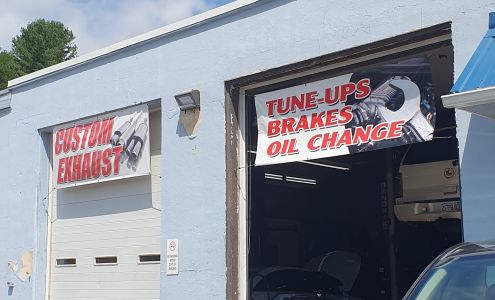 CUSTOM
EXHAUST
TUNE-UPS
BRAKES
OIL CHANGE